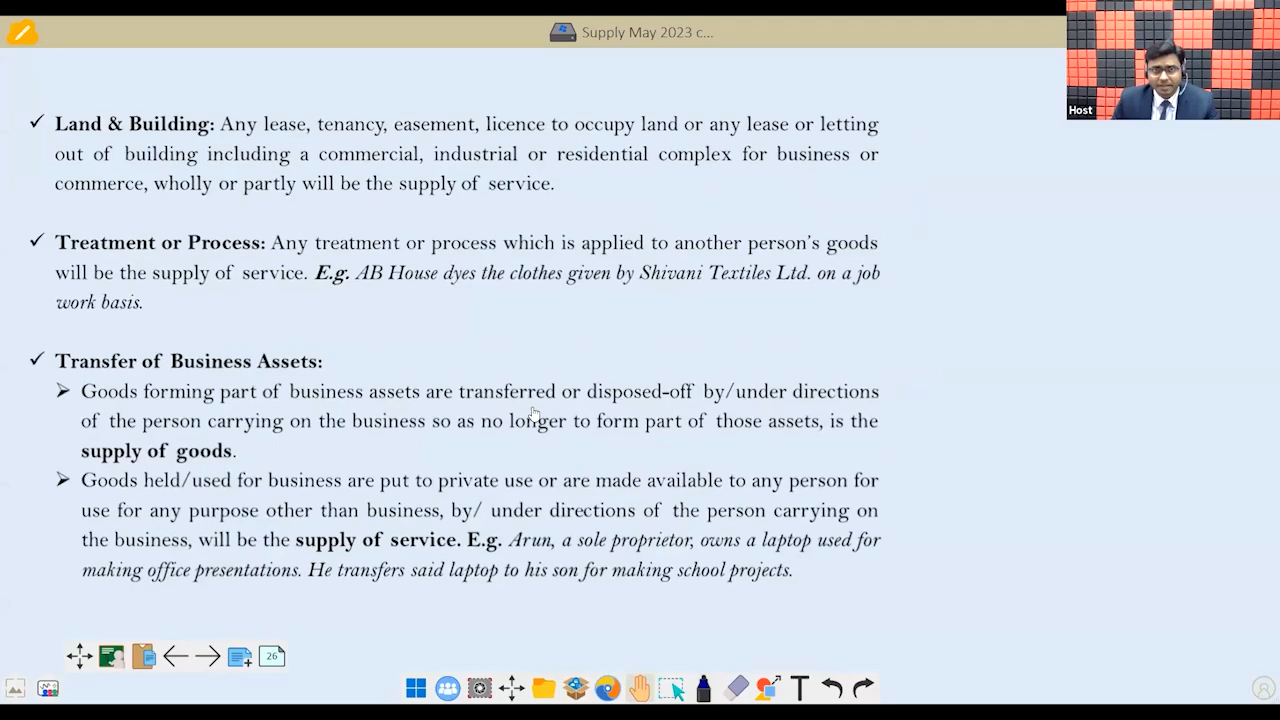 Supply May 2023 c...
Host
✓ Land & Building: Any lease, tenancy, easement, licence to occupy land or any lease or letting
out of building including a commercial, industrial or residential complex for business or
commerce, wholly or partly will be the supply of service.
✓ Treatment or Process: Any treatment or process which is applied to another person's goods
will be the supply of service. E.g. AB House dyes the clothes given by Shivani Textiles Ltd. on a job
work basis.
✓ Transfer of Business Assets:
➢ Goods forming part of business assets are transferred or disposed-off by/under directions
of the person carrying on the business so as no longer to form part of those assets, is the
supply of goods.
➢ Goods held/used for business are put to private use or are made available to any person for
use for any purpose other than business, by/ under directions of the person carrying on
the business, will be the supply of service. E.g. Arun, a sole proprietor, owns a laptop used for
making office presentations. He transfers said laptop to his son for making school projects.
26